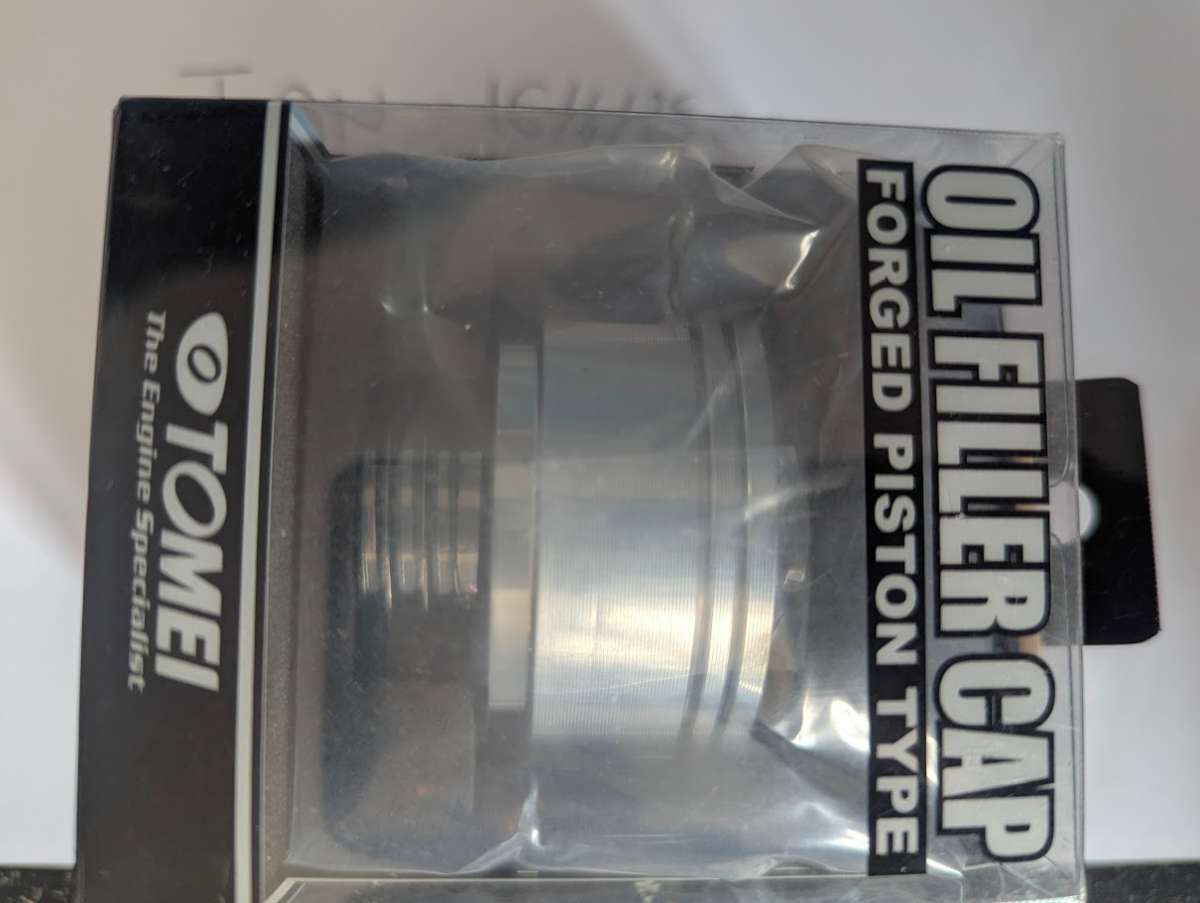 OIL FILLER CAP
FORGED PISTON TYPE
TOMEI
The Engine Specialist